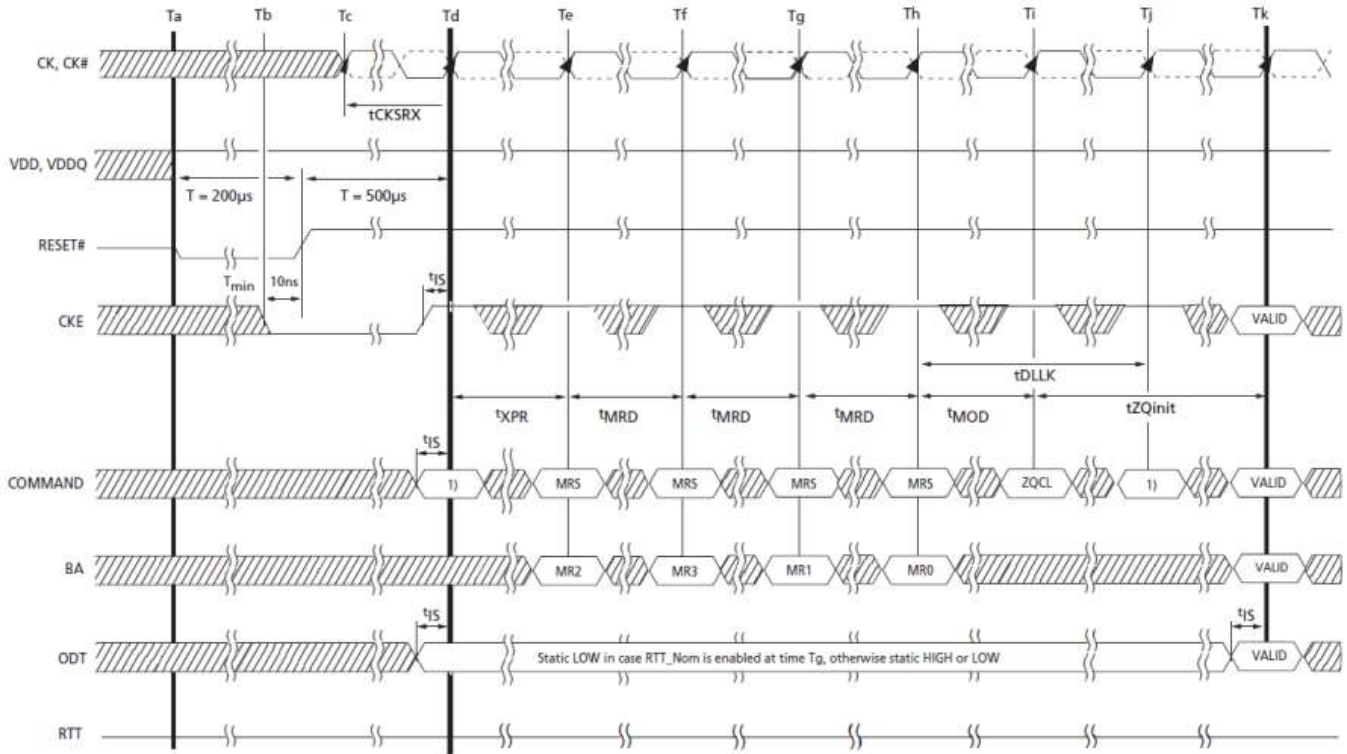 Ta Tb Tc Td Te Tf Tg Th Ti Tj Tk
CK, CK#
tCKSRX
VDD, VDDQ
T = 200µs T = 500µs
RESET#
Tmin 10ns tIS
CKE VALID
tDLLK
tXPR tMRD tMRD tMRD tMOD tZQinit
tIS
COMMAND 1) MRS MRS MRS MRS ZQCL 1) VALID
BA MR2 MR3 MR1 MR0 VALID
tIS tIS
ODT Static LOW in case RTT_Nom is enabled at time Tg, otherwise static HIGH or LOW VALID
RTT